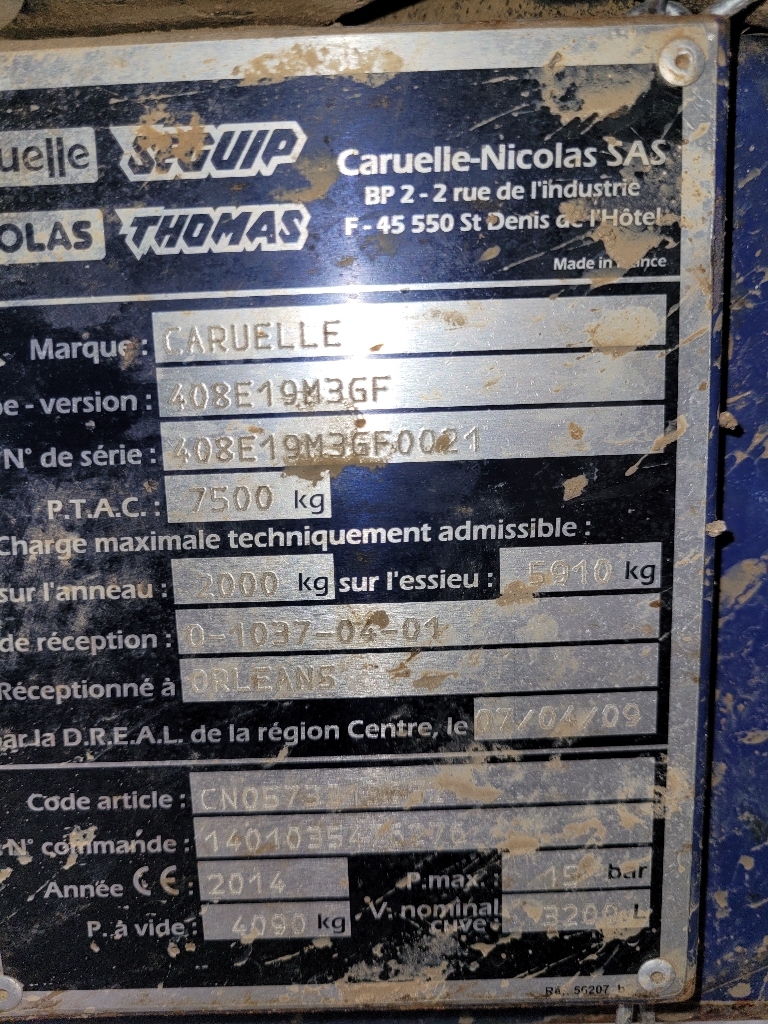 uelle SEGUIP
OLAS THOMAS
Caruelle-Nicolas SAS
BP 2 - 2 rue de l'industrie
F - 45 550 St Denis de l'Hôtel
Made in France
Marque : CARUELLE
pe - version : 408E19M3GF
N° de série : 408E19M3GF0021
P.T.A.C. : 7500 kg
Charge maximale techniquement admissible :
sur l'anneau : 2000 kg sur l'essieu : 5910 kg
de réception : 0-1037-04-01
Réceptionné à ORLEANS
par la D.R.E.A.L. de la région Centre, le 07/04/09
Code article :
N° commande :
Année CE : 2014 P.max. : 15 bar
P. à vide : 4090 kg V. nominal cuve : 3200 L